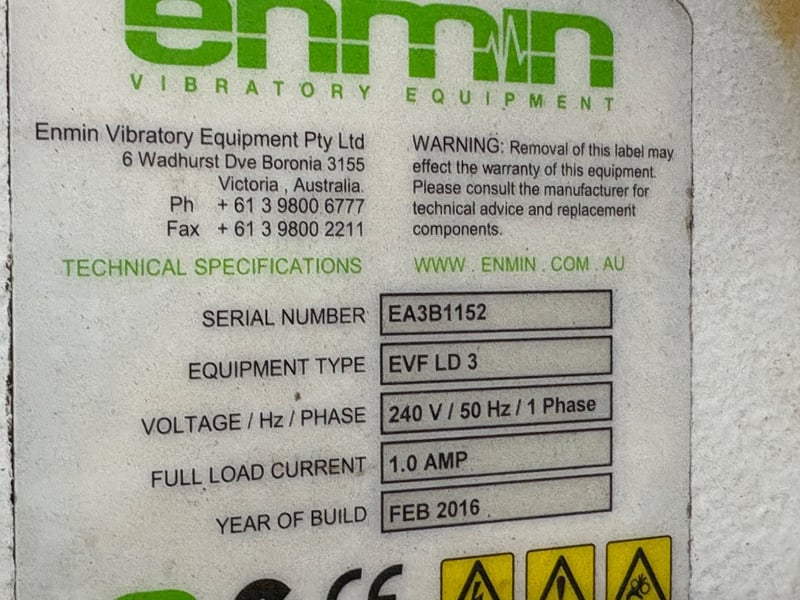 enmin
VIBRATORY EQUIPMENT
Enmin Vibratory Equipment Pty Ltd
6 Wadhurst Dve Boronia 3155
Victoria , Australia.
Ph + 61 3 9800 6777
Fax + 61 3 9800 2211
WARNING: Removal of this label may
effect the warranty of this equipment.
Please consult the manufacturer for
technical advice and replacement
components.
TECHNICAL SPECIFICATIONS
WWW . ENMIN . COM . AU
SERIAL NUMBER EA3B1152
EQUIPMENT TYPE EVF LD 3
VOLTAGE / Hz / PHASE 240 V / 50 Hz / 1 Phase
FULL LOAD CURRENT 1.0 AMP
YEAR OF BUILD FEB 2016
CE